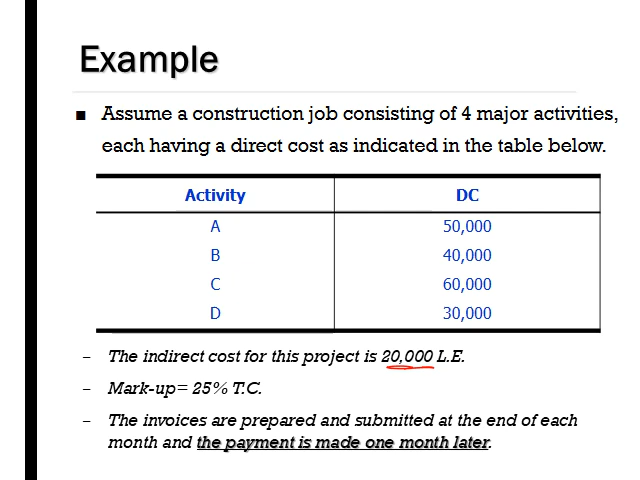 Example
■ Assume a construction job consisting of 4 major activities,
each having a direct cost as indicated in the table below.
Activity DC
A 50,000
B 40,000
C 60,000
D 30,000
– The indirect cost for this project is 20,000 L.E.
– Mark-up= 25% T.C.
– The invoices are prepared and submitted at the end of each
month and the payment is made one month later.